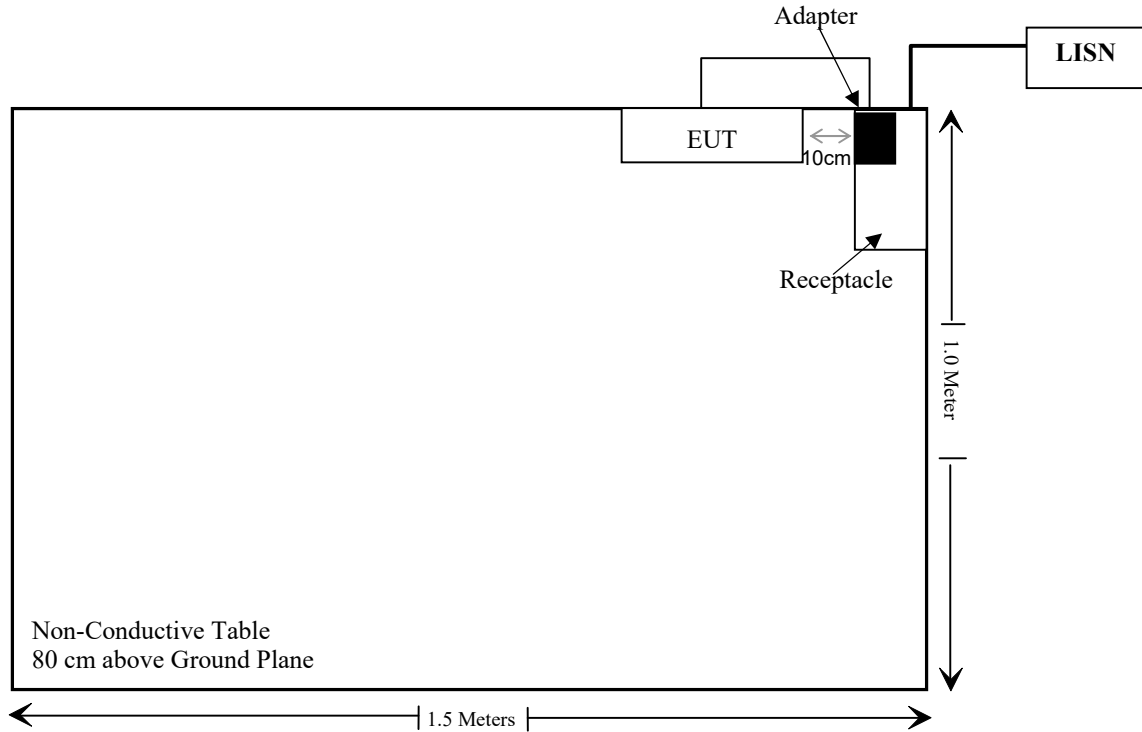 Adapter
LISN
EUT
10cm
Receptacle
1.0 Meter
Non-Conductive Table
80 cm above Ground Plane
1.5 Meters